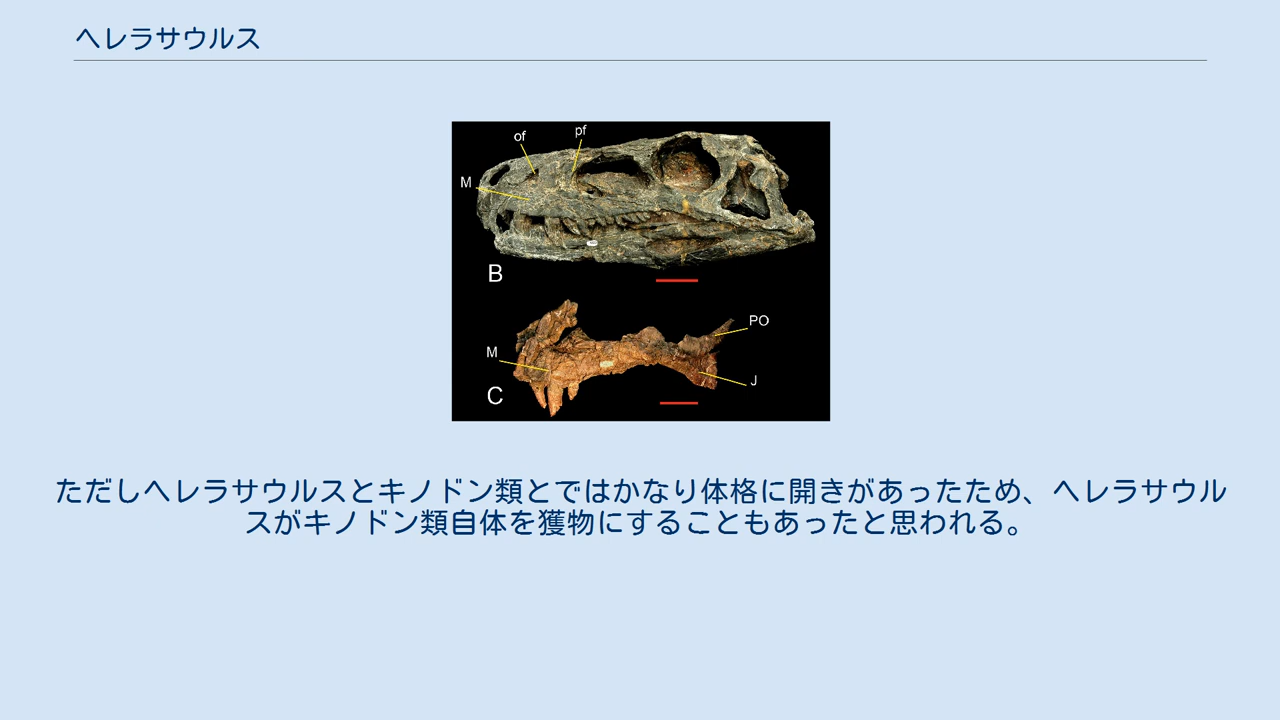 ヘレラサウルス
of
pf
M
B
PO
M
J
C
ただしヘレラサウルスとキノドン類とではかなり体格に開きがあったため、ヘレラサウル
スがキノドン類自体を獲物にすることもあったと思われる。